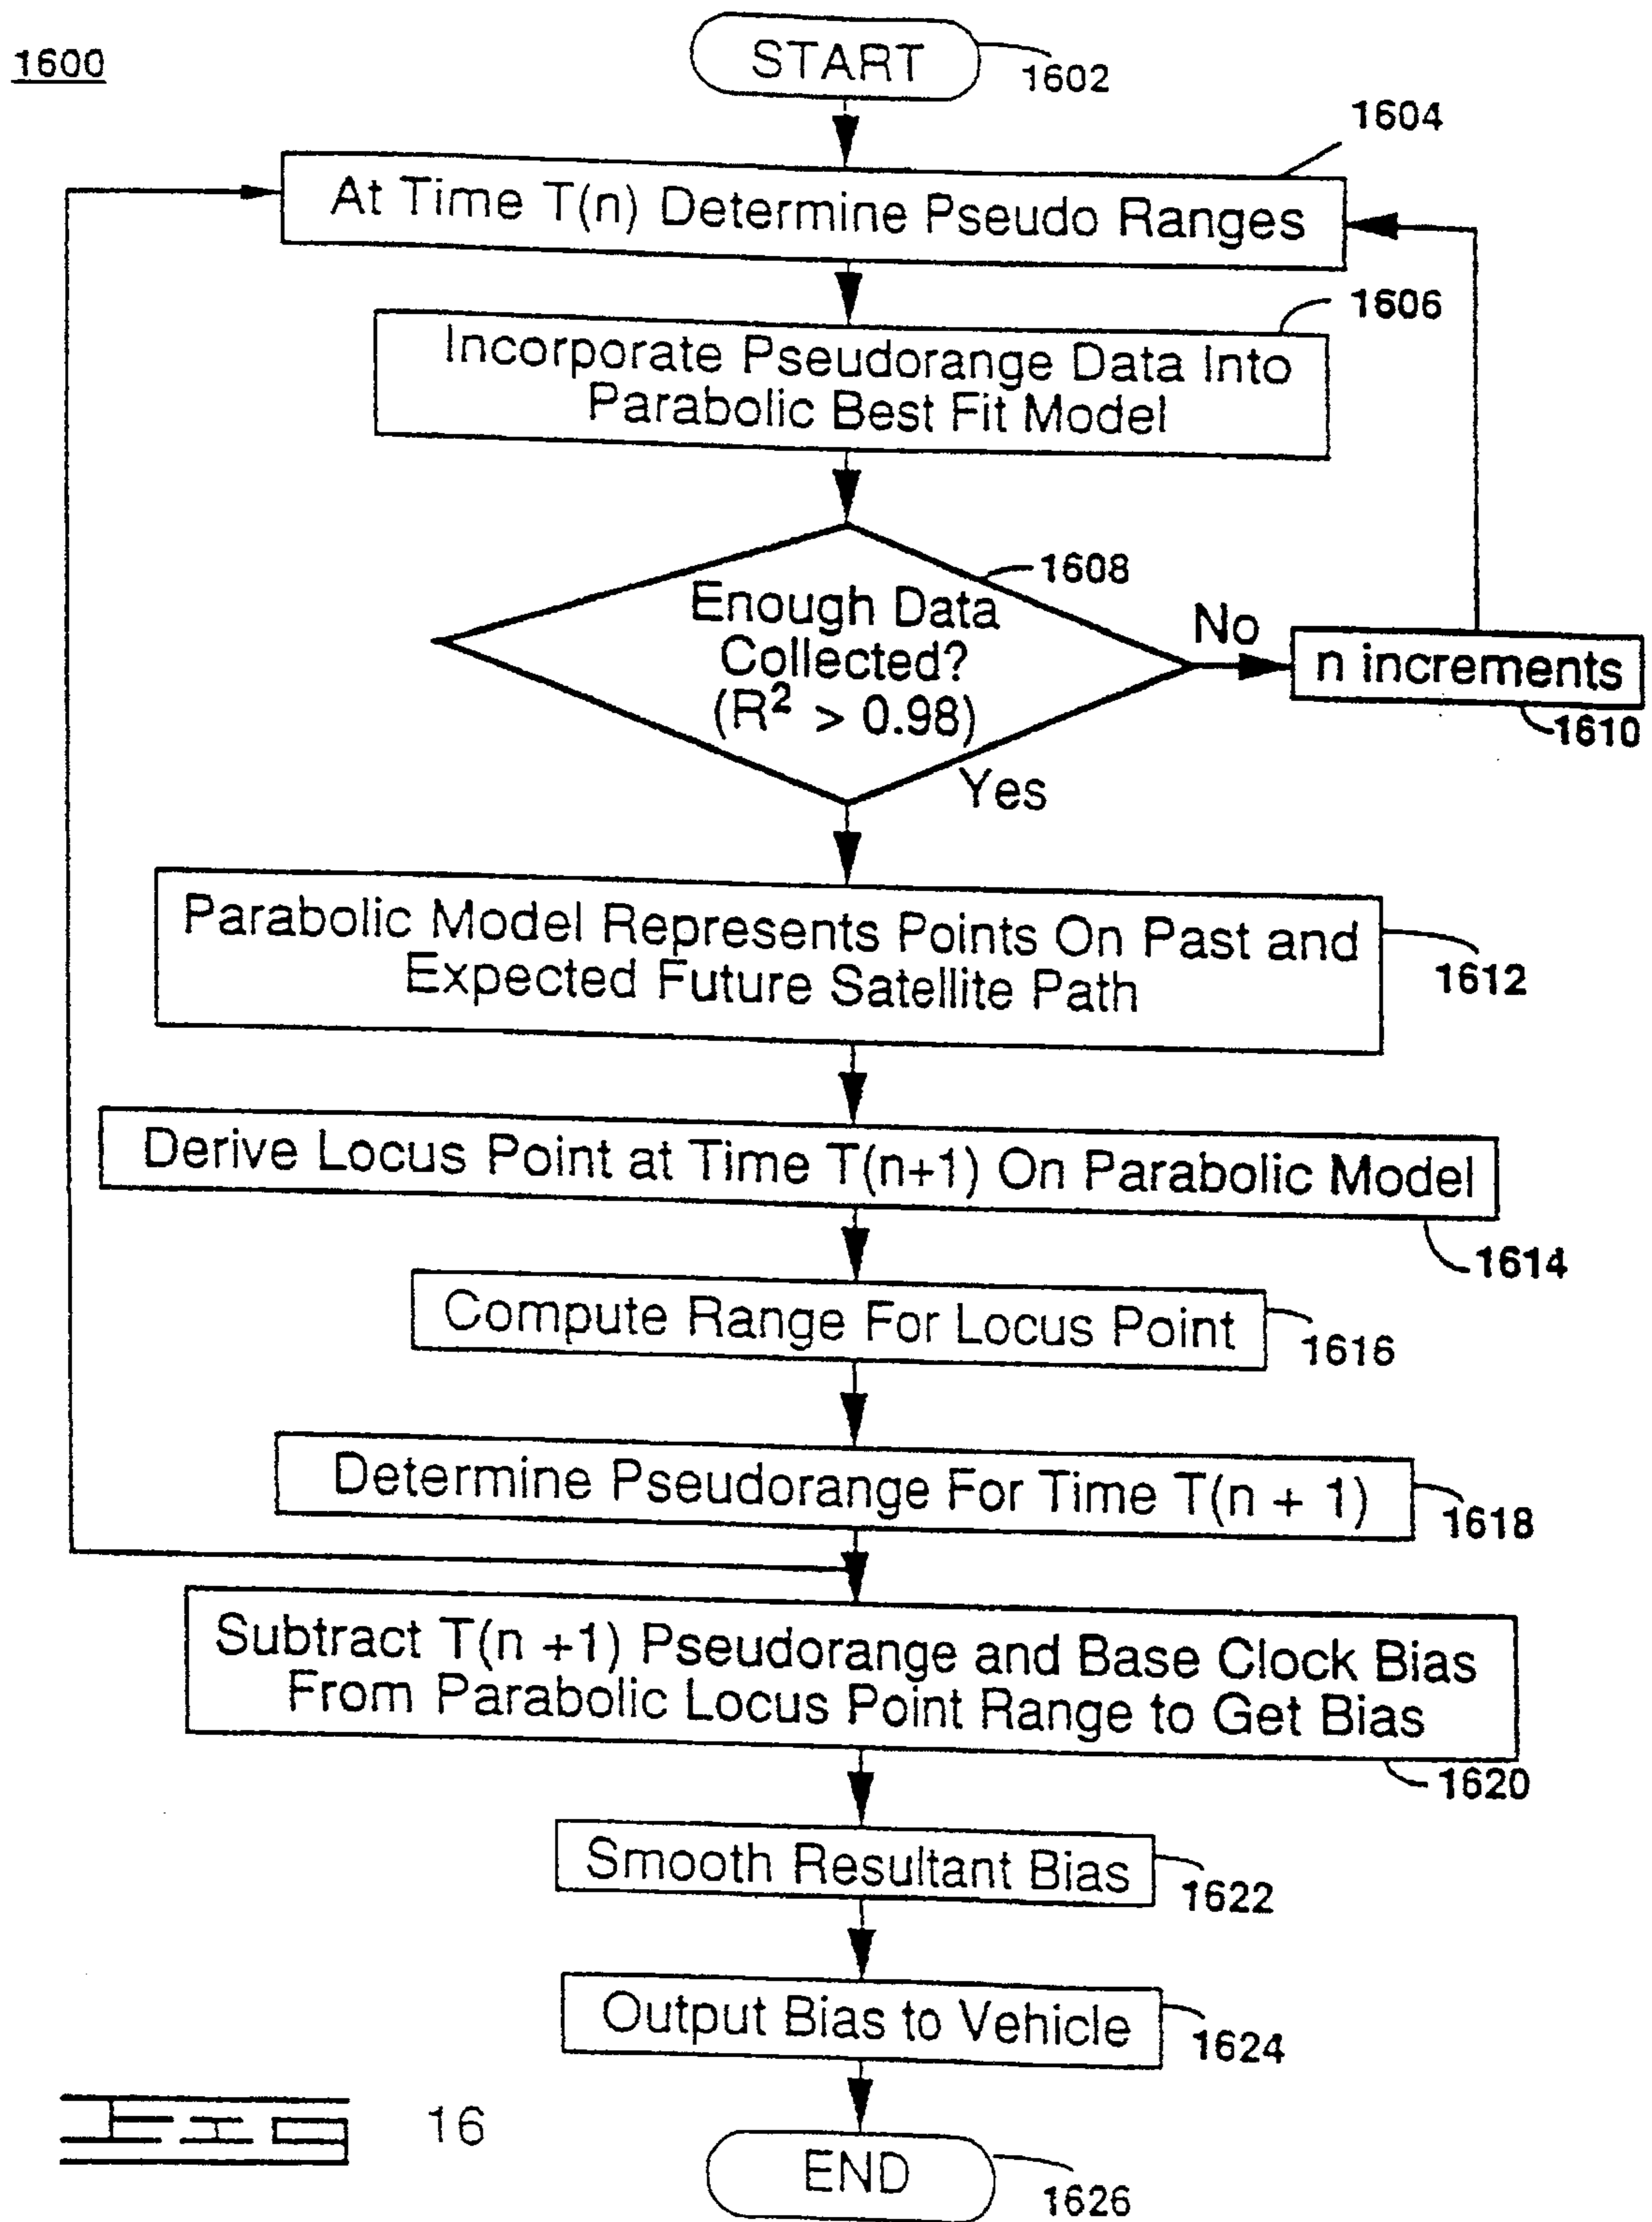 1600
START
1602
1604
At Time T(n) Determine Pseudo Ranges
1606
Incorporate Pseudorange Data Into
Parabolic Best Fit Model
1608
Enough Data
Collected?
(R² > 0.98)
No
n increments
1610
Yes
Parabolic Model Represents Points On Past and
Expected Future Satellite Path
1612
Derive Locus Point at Time T(n+1) On Parabolic Model
1614
Compute Range For Locus Point
1616
Determine Pseudorange For Time T(n + 1)
1618
Subtract T(n +1) Pseudorange and Base Clock Bias
From Parabolic Locus Point Range to Get Bias
1620
Smooth Resultant Bias
1622
Output Bias to Vehicle
1624
FIG 16
END
1626